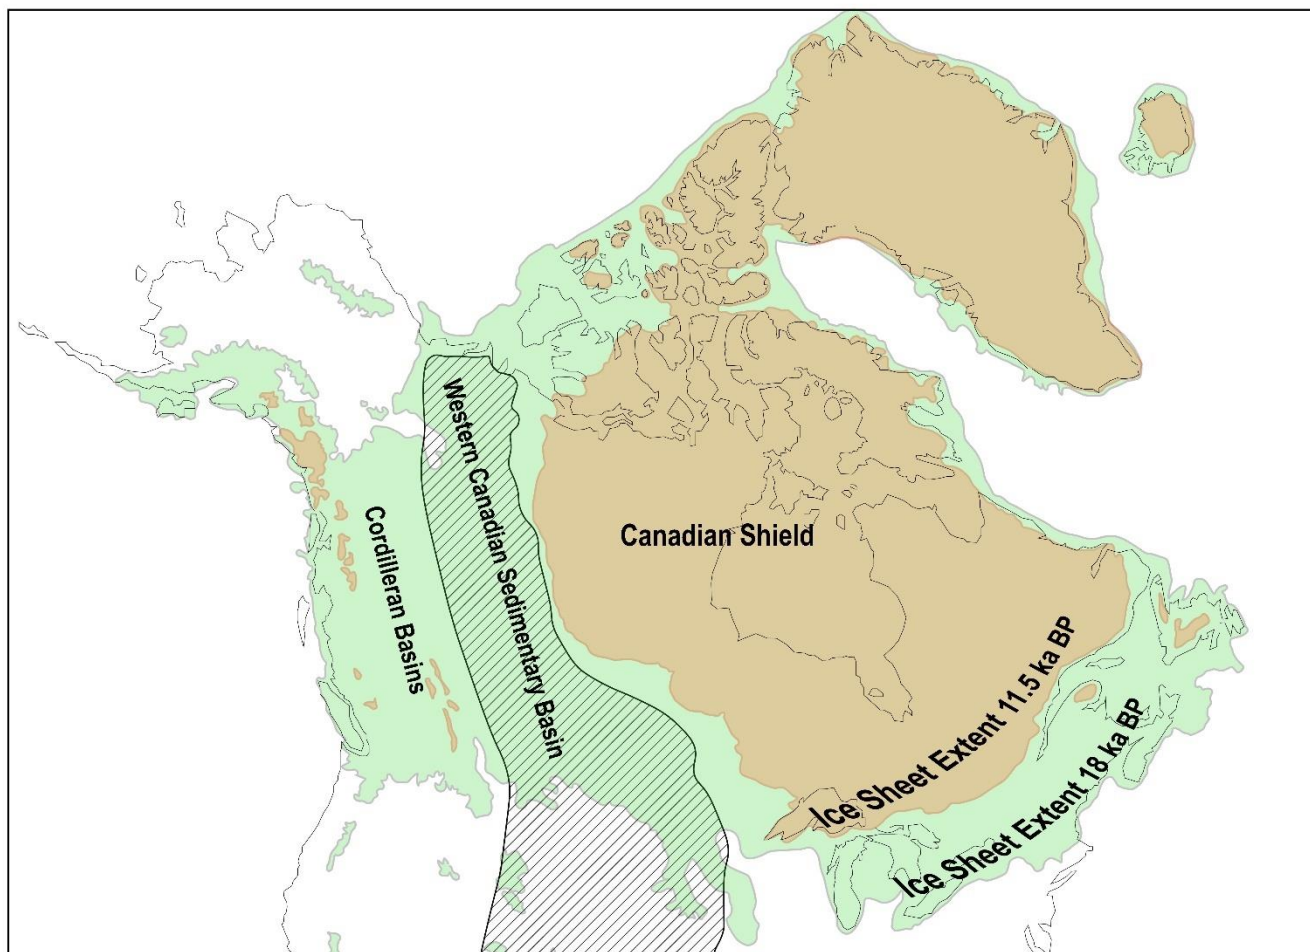 Western Canadian Sedimentary Basin
Cordilleran Basins
Canadian Shield
Ice Sheet Extent 11.5 ka BP
Ice Sheet Extent 18 ka BP